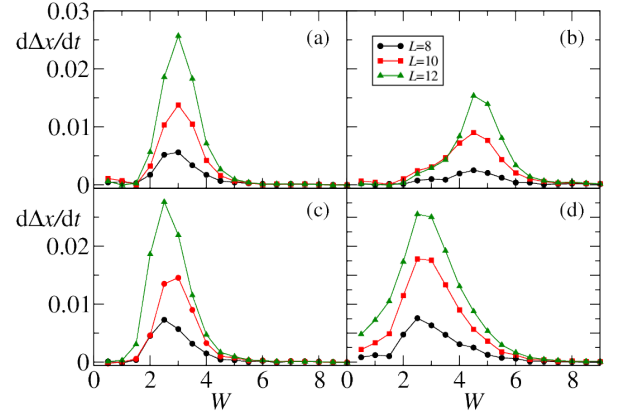 0.03
dΔx/dt
(a)
(b)
L=8
L=10
L=12
0.02
0.01
0
dΔx/dt
(c)
(d)
0.02
0.01
0
0 2 4 6 8 0 2 4 6 8
W W